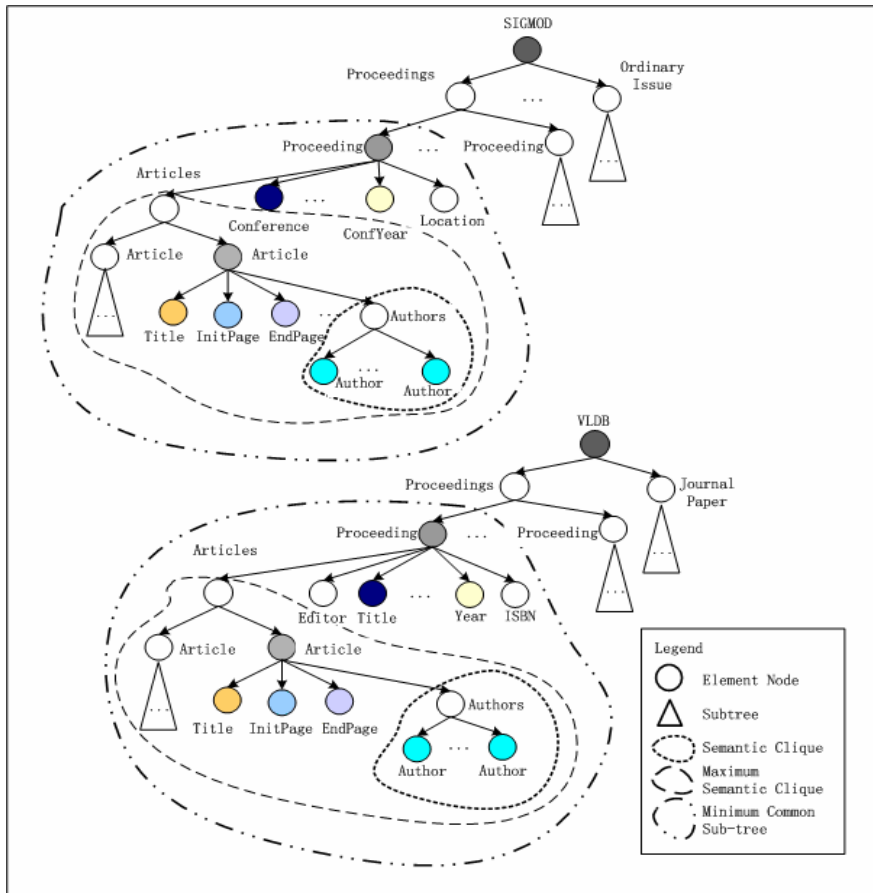 SIGMOD
Proceedings
Ordinary
Issue
...
Proceeding
...
Proceeding
...
...
Articles
...
Conference
ConfYear
Location
Article
Article
...
...
Title
InitPage
EndPage
Authors
...
Author
Author
VLDB
Proceedings
Journal
Paper
Proceeding
...
Proceeding
...
...
Articles
...
Editor
Title
Year
ISBN
Article
Article
...
Title
InitPage
EndPage
Authors
...
Author
Author
Legend
Element Node
Subtree
Semantic Clique
Maximum
Semantic Clique
Minimum Common
Sub-tree